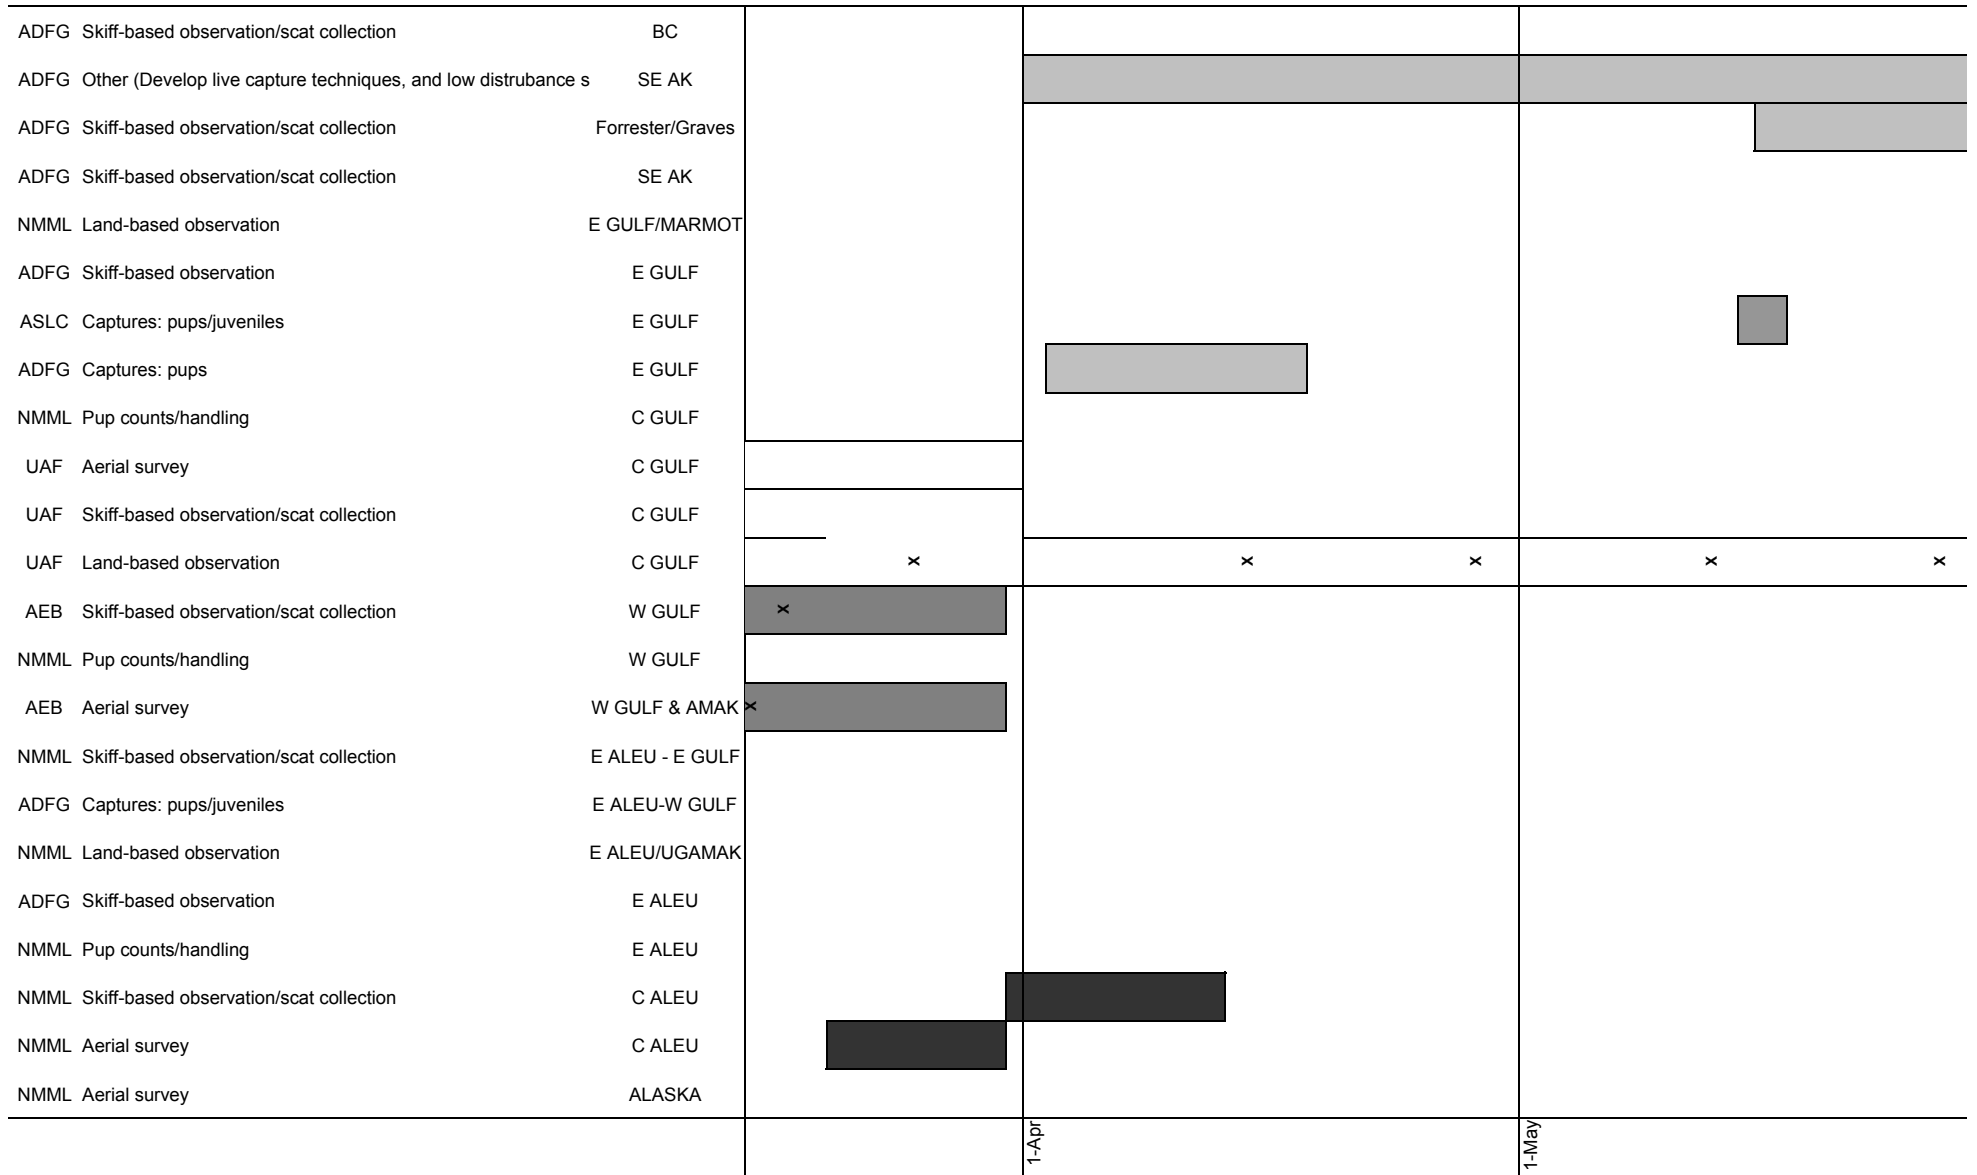 ADFG Skiff-based observation/scat collection BC
ADFG Other (Develop live capture techniques, and low distrubance s SE AK
ADFG Skiff-based observation/scat collection Forrester/Graves
ADFG Skiff-based observation/scat collection SE AK
NMML Land-based observation E GULF/MARMOT
ADFG Skiff-based observation E GULF
ASLC Captures: pups/juveniles E GULF
ADFG Captures: pups E GULF
NMML Pup counts/handling C GULF
UAF Aerial survey C GULF
UAF Skiff-based observation/scat collection C GULF
UAF Land-based observation C GULF x x x x x
AEB Skiff-based observation/scat collection W GULF x
NMML Pup counts/handling W GULF
AEB Aerial survey W GULF & AMAK x
NMML Skiff-based observation/scat collection E ALEU - E GULF
ADFG Captures: pups/juveniles E ALEU-W GULF
NMML Land-based observation E ALEU/UGAMAK
ADFG Skiff-based observation E ALEU
NMML Pup counts/handling E ALEU
NMML Skiff-based observation/scat collection C ALEU
NMML Aerial survey C ALEU
NMML Aerial survey ALASKA
1-Apr 1-May